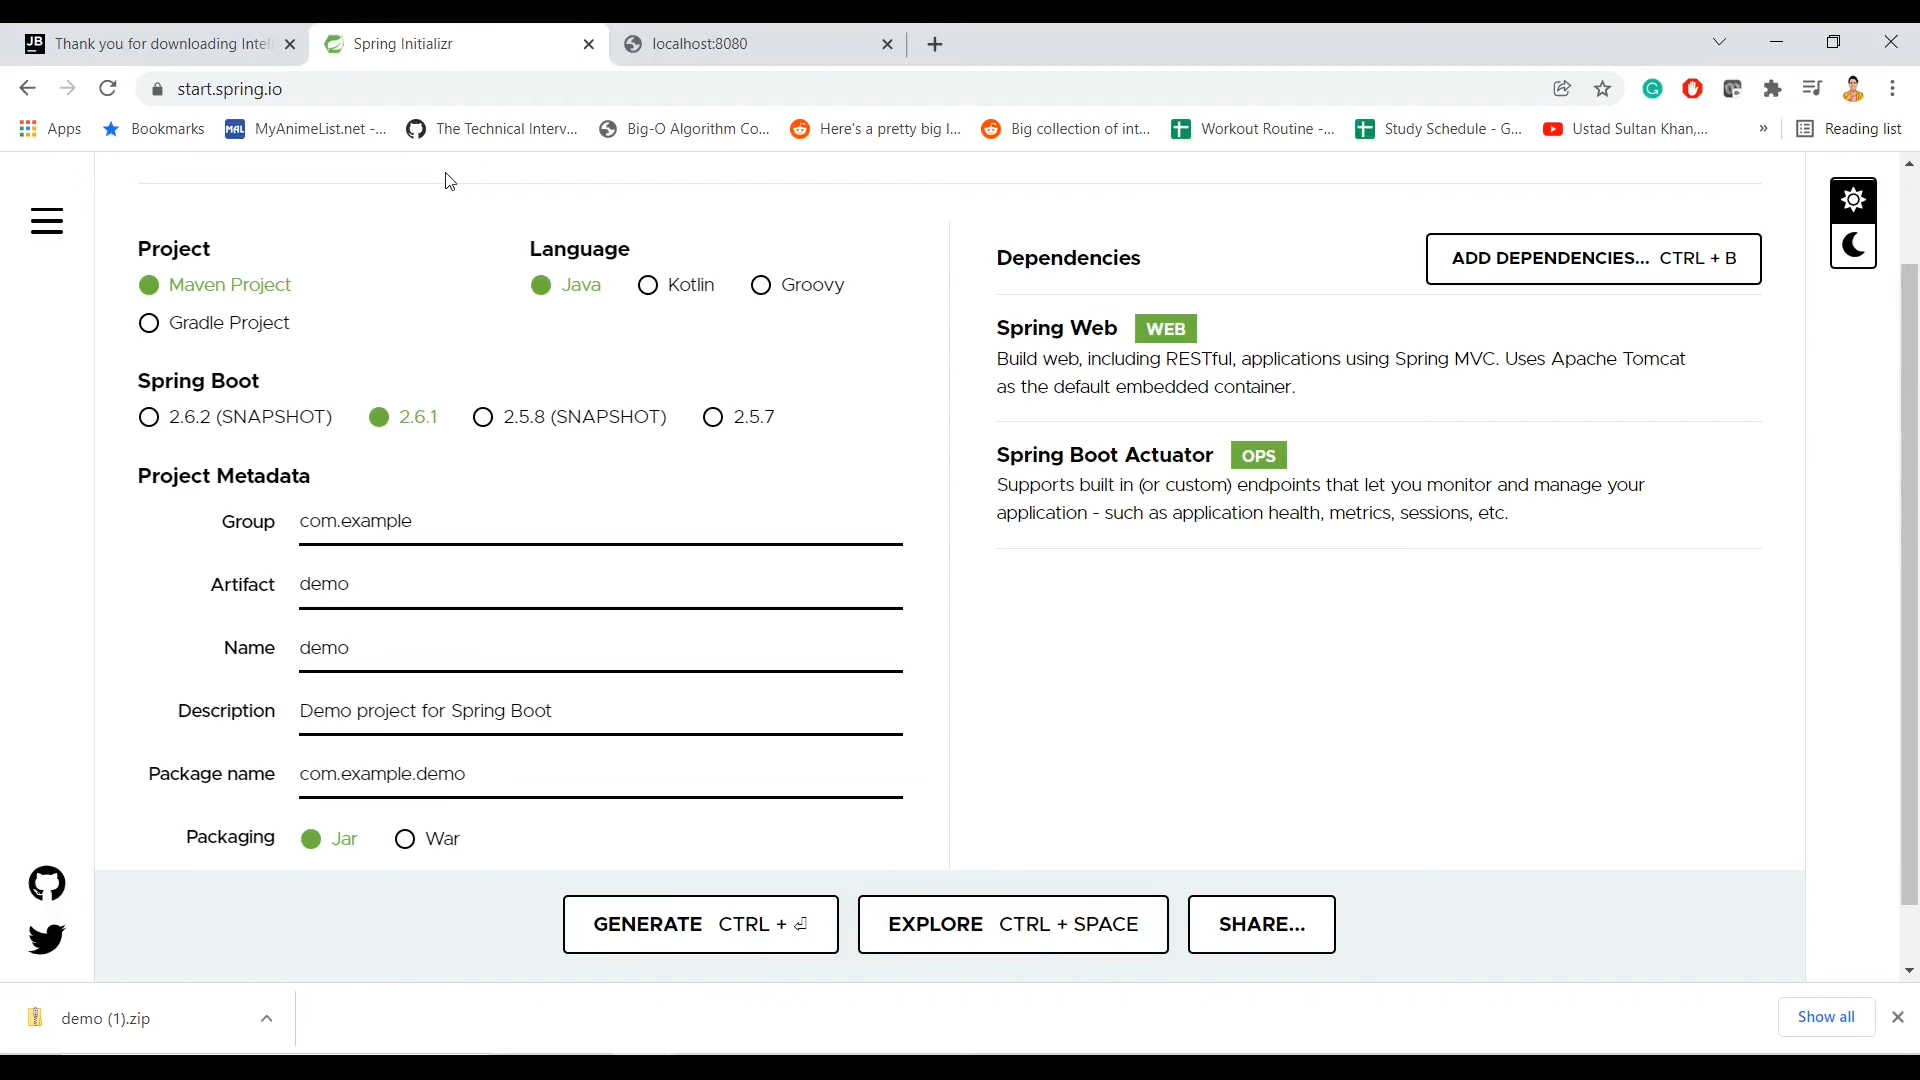 JB Thank you for downloading Intell
Spring Initializr
localhost:8080
start.spring.io
Apps
Bookmarks
MAL MyAnimeList.net -...
The Technical Interv...
Big-O Algorithm Co...
Here's a pretty big l...
Big collection of int...
Workout Routine -...
Study Schedule - G...
Ustad Sultan Khan,...
»
Reading list
Project
Maven Project
Gradle Project
Language
Java Kotlin Groovy
Spring Boot
2.6.2 (SNAPSHOT) 2.6.1 2.5.8 (SNAPSHOT) 2.5.7
Project Metadata
Group com.example
Artifact demo
Name demo
Description Demo project for Spring Boot
Package name com.example.demo
Packaging Jar War
Dependencies
ADD DEPENDENCIES... CTRL + B
Spring Web WEB
Build web, including RESTful, applications using Spring MVC. Uses Apache Tomcat
as the default embedded container.
Spring Boot Actuator OPS
Supports built in (or custom) endpoints that let you monitor and manage your
application - such as application health, metrics, sessions, etc.
GENERATE CTRL + ⏎
EXPLORE CTRL + SPACE
SHARE...
demo (1).zip
Show all